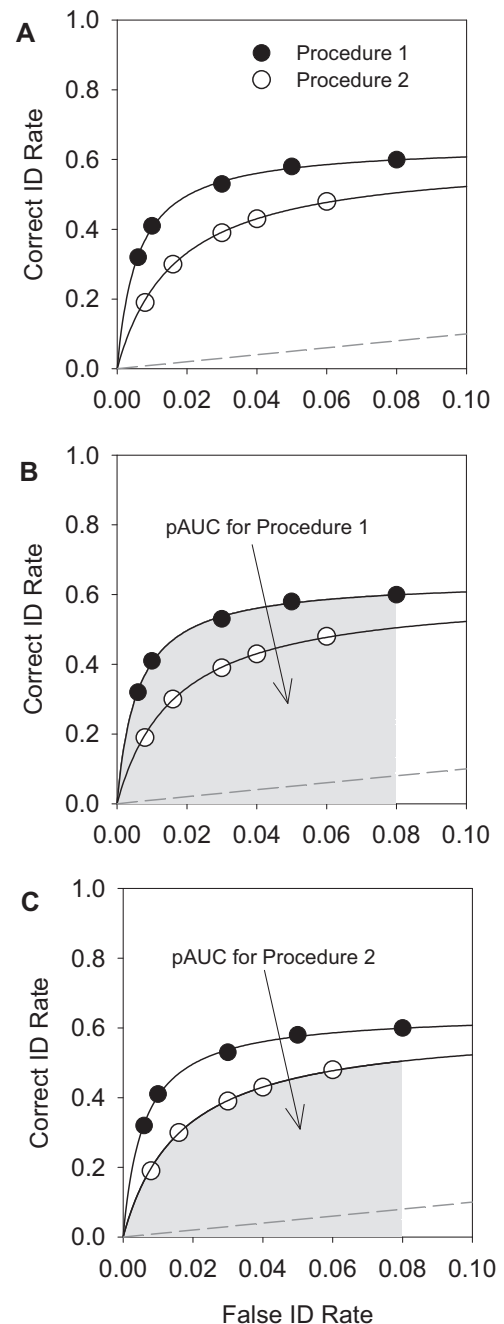 A
1.0
0.8
0.6
0.4
0.2
0.0
Correct ID Rate
Procedure 1
Procedure 2
0.00 0.02 0.04 0.06 0.08 0.10
B
1.0
0.8
0.6
0.4
0.2
0.0
Correct ID Rate
pAUC for Procedure 1
0.00 0.02 0.04 0.06 0.08 0.10
C
1.0
0.8
0.6
0.4
0.2
0.0
Correct ID Rate
pAUC for Procedure 2
0.00 0.02 0.04 0.06 0.08 0.10
False ID Rate